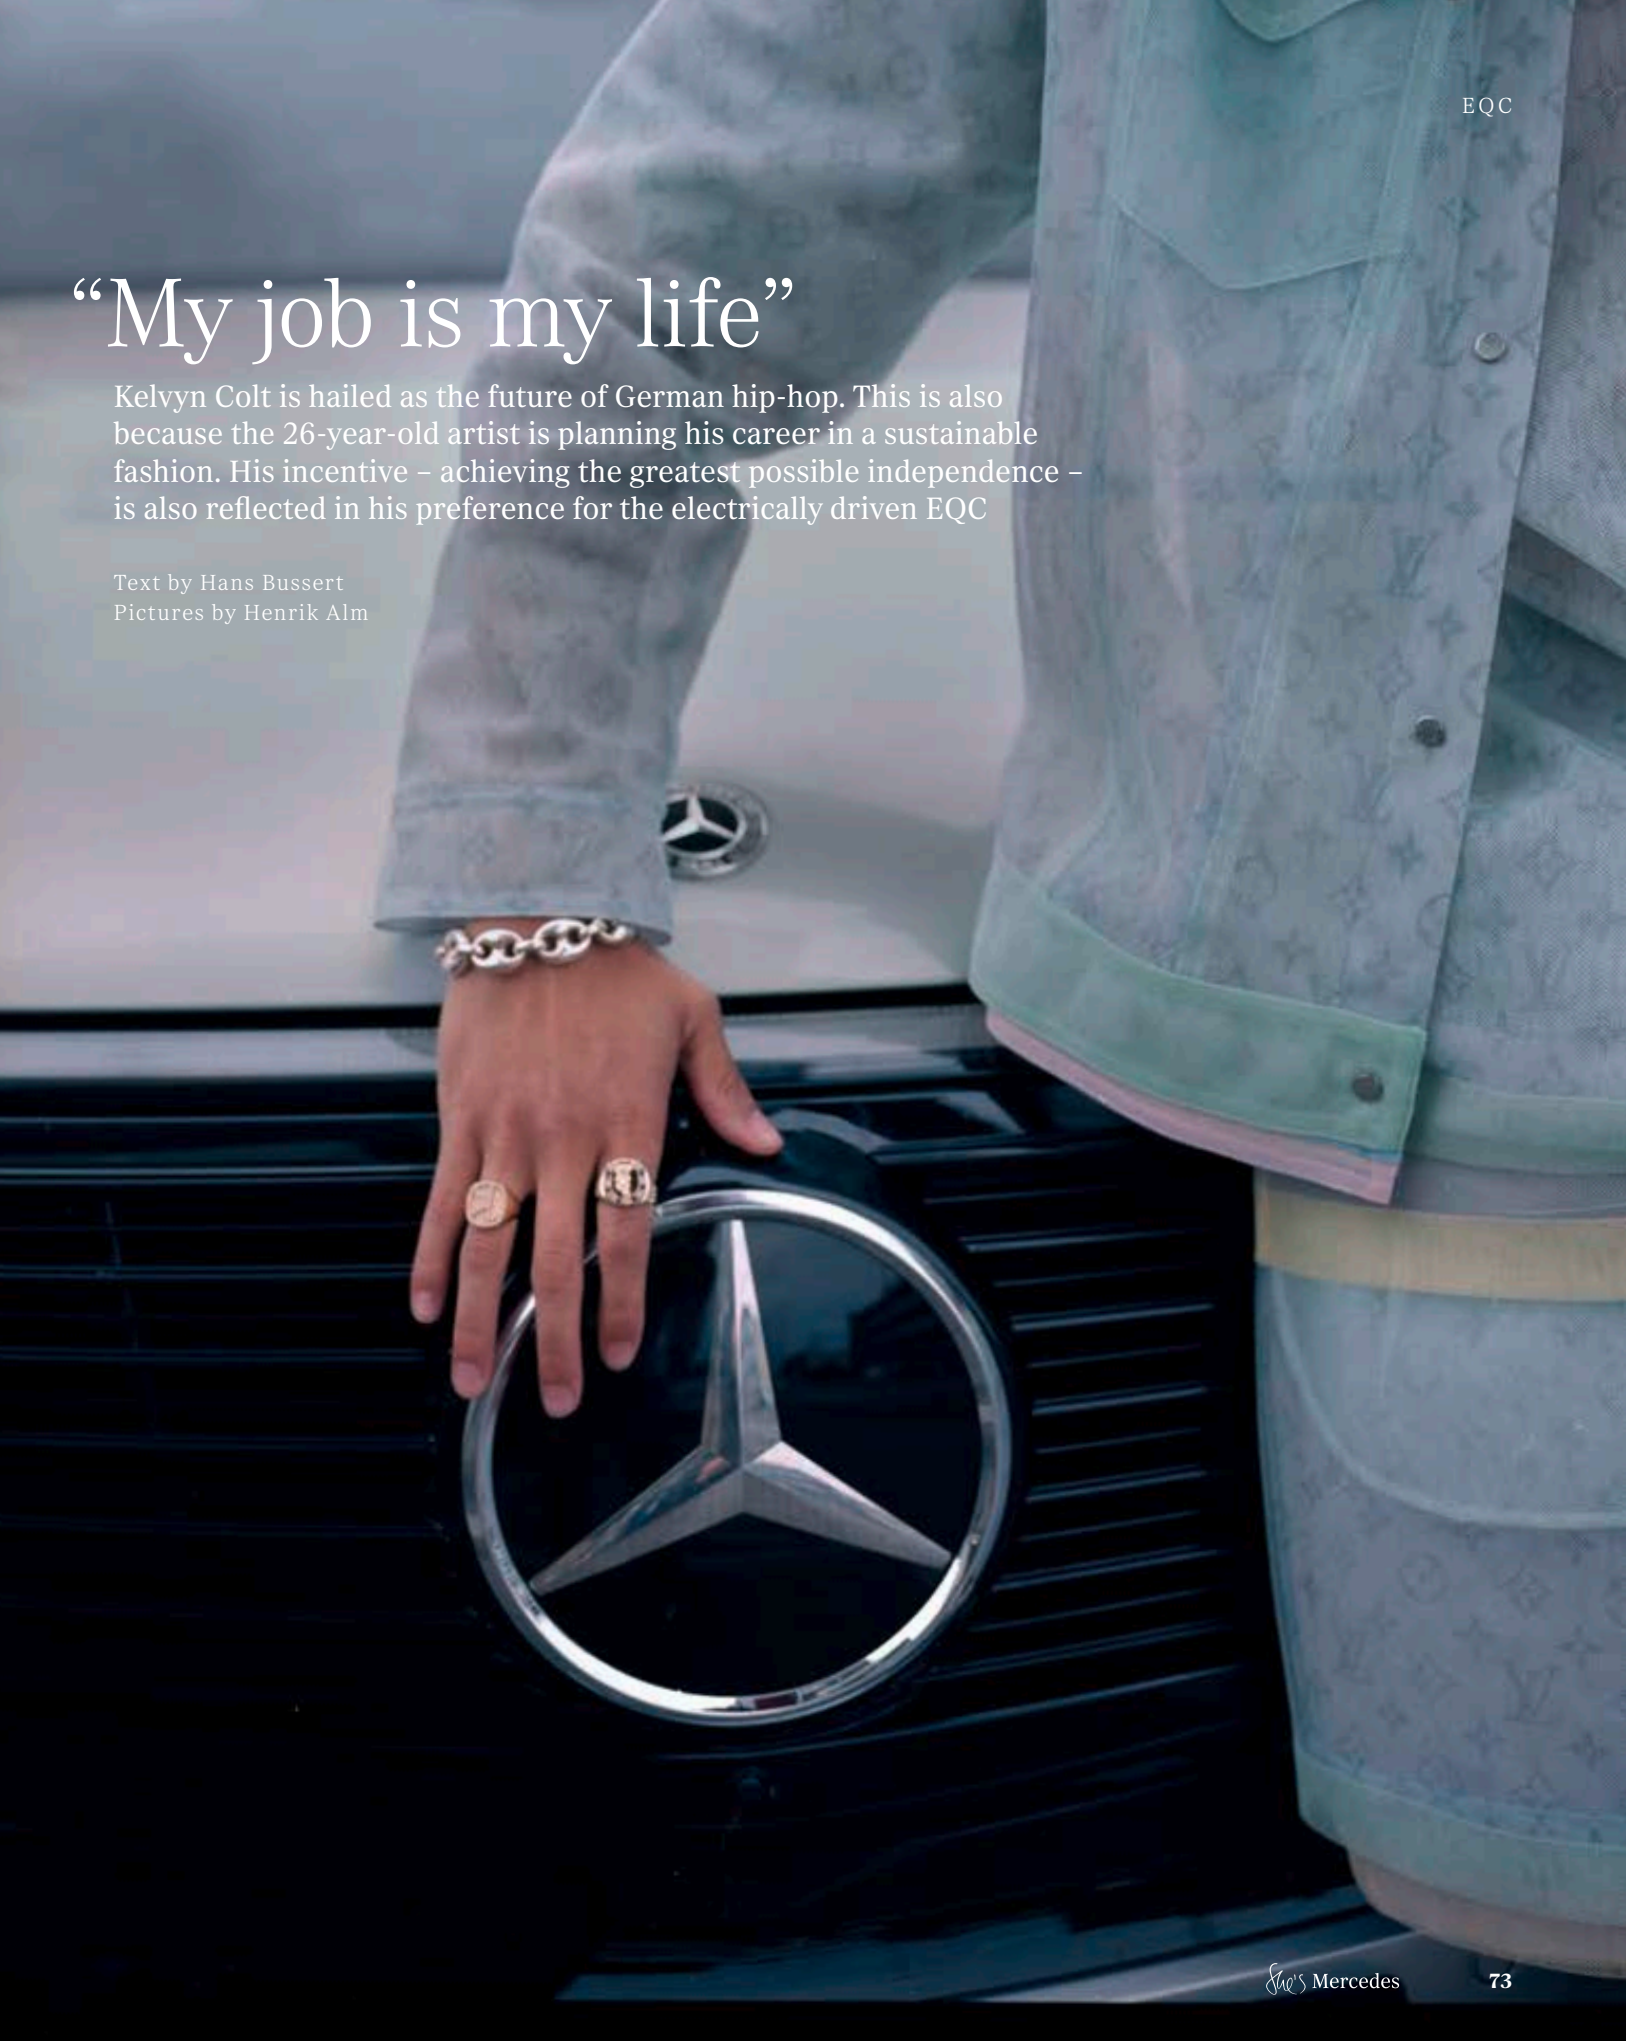 EQC
“My job is my life”
Kelvyn Colt is hailed as the future of German hip-hop. This is also
because the 26-year-old artist is planning his career in a sustainable
fashion. His incentive – achieving the greatest possible independence –
is also reflected in his preference for the electrically driven EQC
Text by Hans Bussert
Pictures by Henrik Alm
She's Mercedes 73